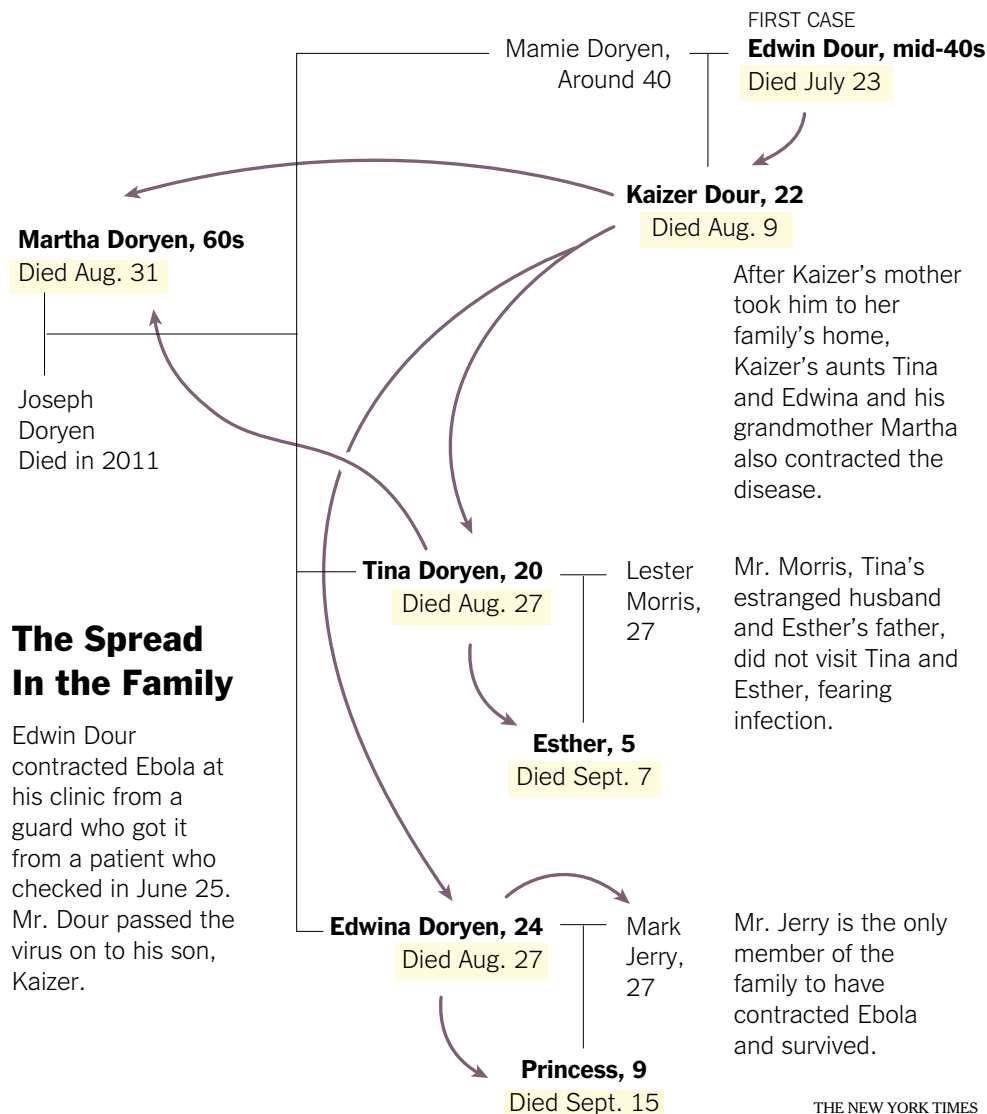 FIRST CASE
Mamie Doryen,
Around 40
Edwin Dour, mid-40s
Died July 23
Kaizer Dour, 22
Died Aug. 9
Martha Doryen, 60s
Died Aug. 31
After Kaizer’s mother
took him to her
family’s home,
Kaizer’s aunts Tina
and Edwina and his
grandmother Martha
also contracted the
disease.
Joseph
Doryen
Died in 2011
Tina Doryen, 20
Died Aug. 27
Lester
Morris,
27
Mr. Morris, Tina’s
estranged husband
and Esther’s father,
did not visit Tina and
Esther, fearing
infection.
The Spread
In the Family
Edwin Dour
contracted Ebola at
his clinic from a
guard who got it
from a patient who
checked in June 25.
Mr. Dour passed the
virus on to his son,
Kaizer.
Esther, 5
Died Sept. 7
Edwina Doryen, 24
Died Aug. 27
Mark
Jerry,
27
Mr. Jerry is the only
member of the
family to have
contracted Ebola
and survived.
Princess, 9
Died Sept. 15
THE NEW YORK TIMES